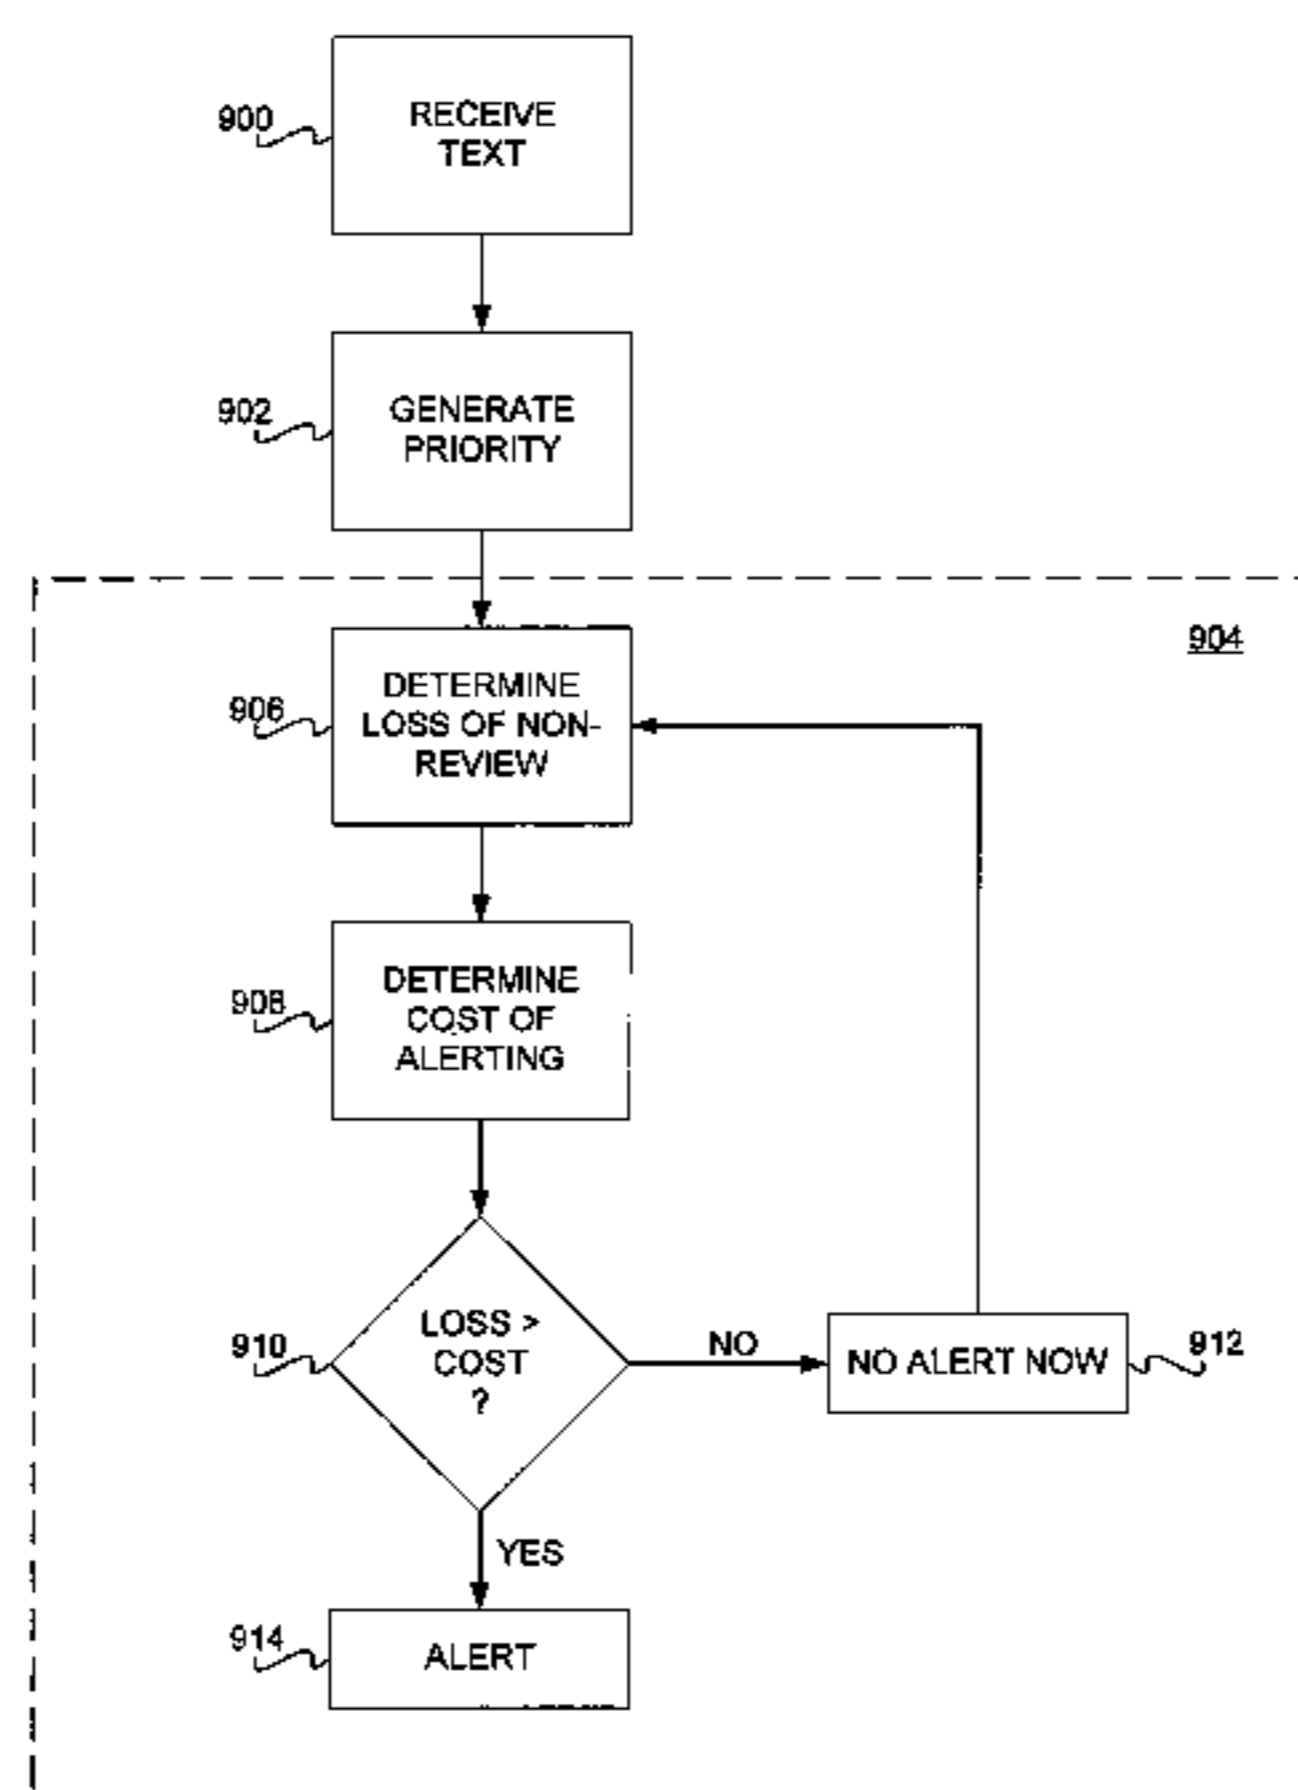 900
RECEIVE
TEXT
902
GENERATE
PRIORITY
904
906
DETERMINE
LOSS OF NON-
REVIEW
908
DETERMINE
COST OF
ALERTING
910
LOSS >
COST
?
NO
NO ALERT NOW
912
YES
914
ALERT